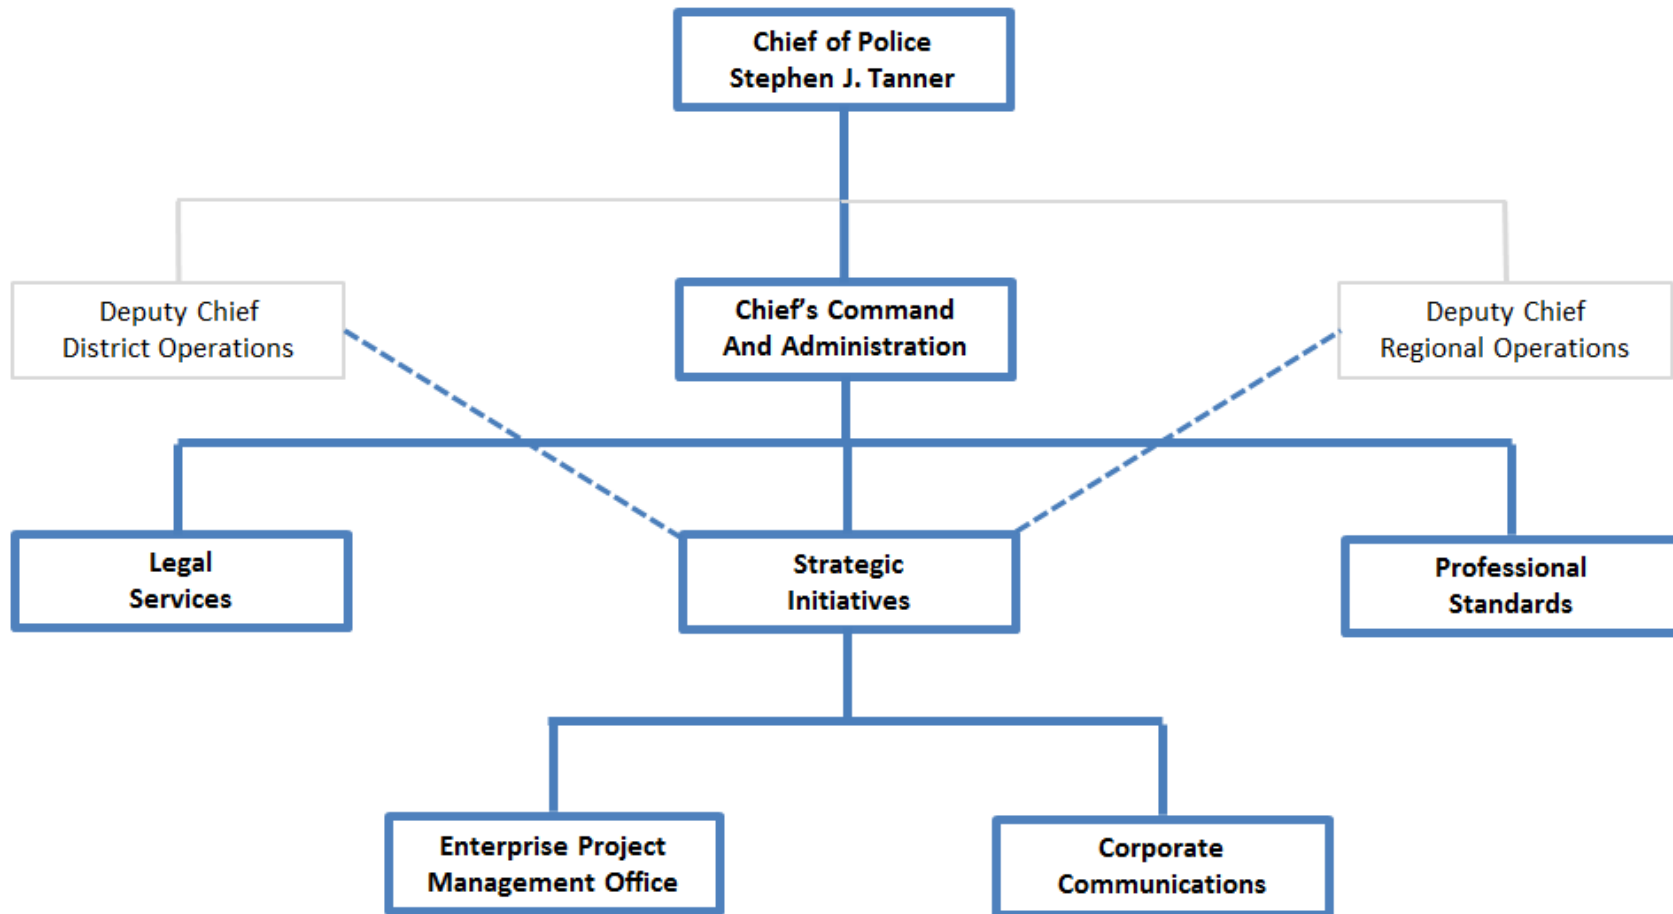 Chief of Police
Stephen J. Tanner
Deputy Chief
District Operations
Chief’s Command
And Administration
Deputy Chief
Regional Operations
Legal
Services
Strategic
Initiatives
Professional
Standards
Enterprise Project
Management Office
Corporate
Communications